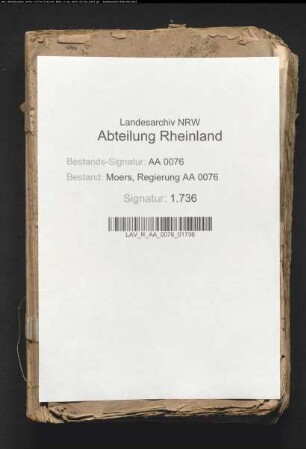 Landesarchiv NRW
Abteilung Rheinland
Bestands-Signatur: AA 0076
Bestand: Moers, Regierung AA 0076
Signatur: 1.736
LAV_R_AA_0076_01736